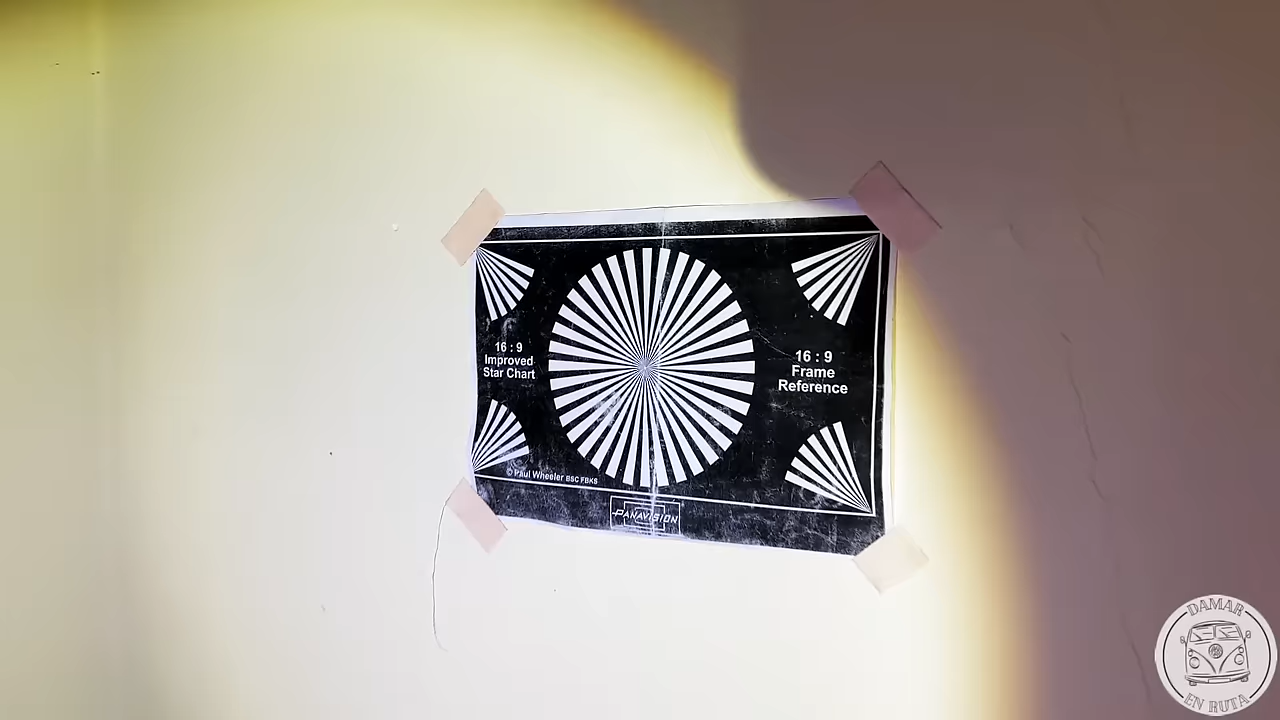 16 : 9
Improved
Star Chart
16 : 9
Frame
Reference
© Paul Wheeler BSC FBKS
PANAVISION
DAMAR
EN RUTA